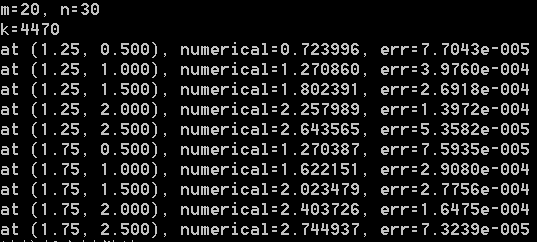 m=20, n=30
k=4470
at (1.25, 0.500), numerical=0.723996, err=7.7043e-005
at (1.25, 1.000), numerical=1.270860, err=3.9760e-004
at (1.25, 1.500), numerical=1.802391, err=2.6918e-004
at (1.25, 2.000), numerical=2.257989, err=1.3972e-004
at (1.25, 2.500), numerical=2.643565, err=5.3582e-005
at (1.75, 0.500), numerical=1.270387, err=7.5935e-005
at (1.75, 1.000), numerical=1.622151, err=2.9080e-004
at (1.75, 1.500), numerical=2.023479, err=2.7756e-004
at (1.75, 2.000), numerical=2.403726, err=1.6475e-004
at (1.75, 2.500), numerical=2.744937, err=7.3239e-005